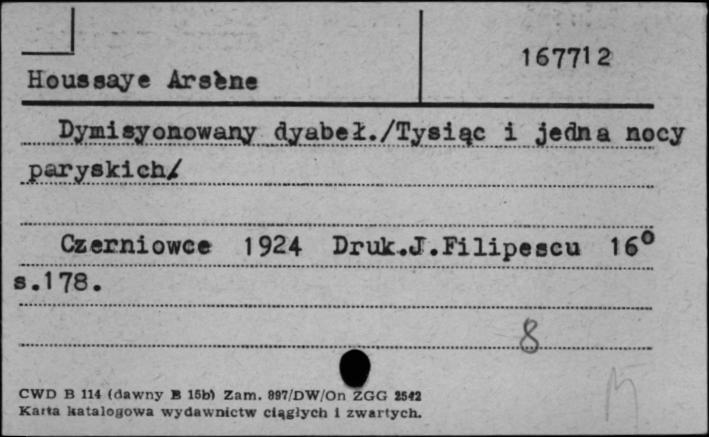 167712
Houssaye Arsène
Dymisyonowany dyabeł./Tysiąc i jedna nocy
paryskich/
Czerniowce 1924 Druk.J.Filipescu 16°
s.178.
8
CWD B 114 (dawny B 15b) Zam. 897/DW/On ZGG 2542
Karta katalogowa wydawnictw ciągłych i zwartych.